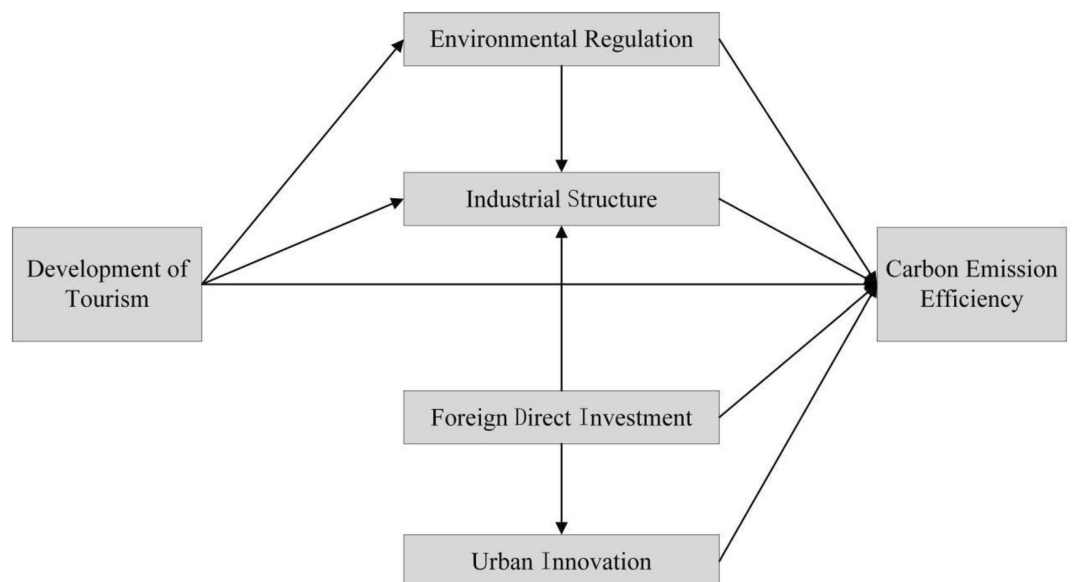 Environmental Regulation
Industrial Structure
Development of
Tourism
Carbon Emission
Efficiency
Foreign Direct Investment
Urban Innovation